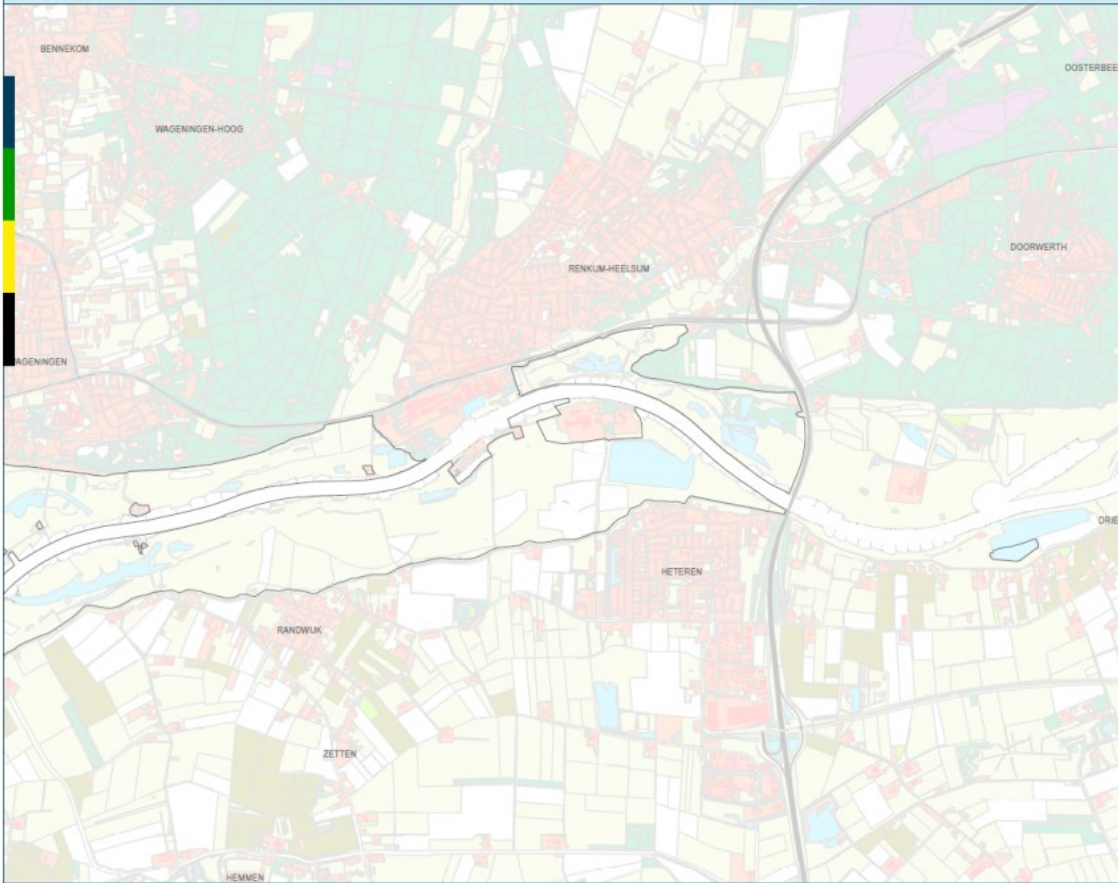 BENNEKOM
OOSTERBEE
WAGENINGEN-HOOG
DOORWERTH
RENKUM-HEELSUM
AGENINGEN
DRIE
HETEREN
RANDWIJK
ZETTEN
HEMMEN